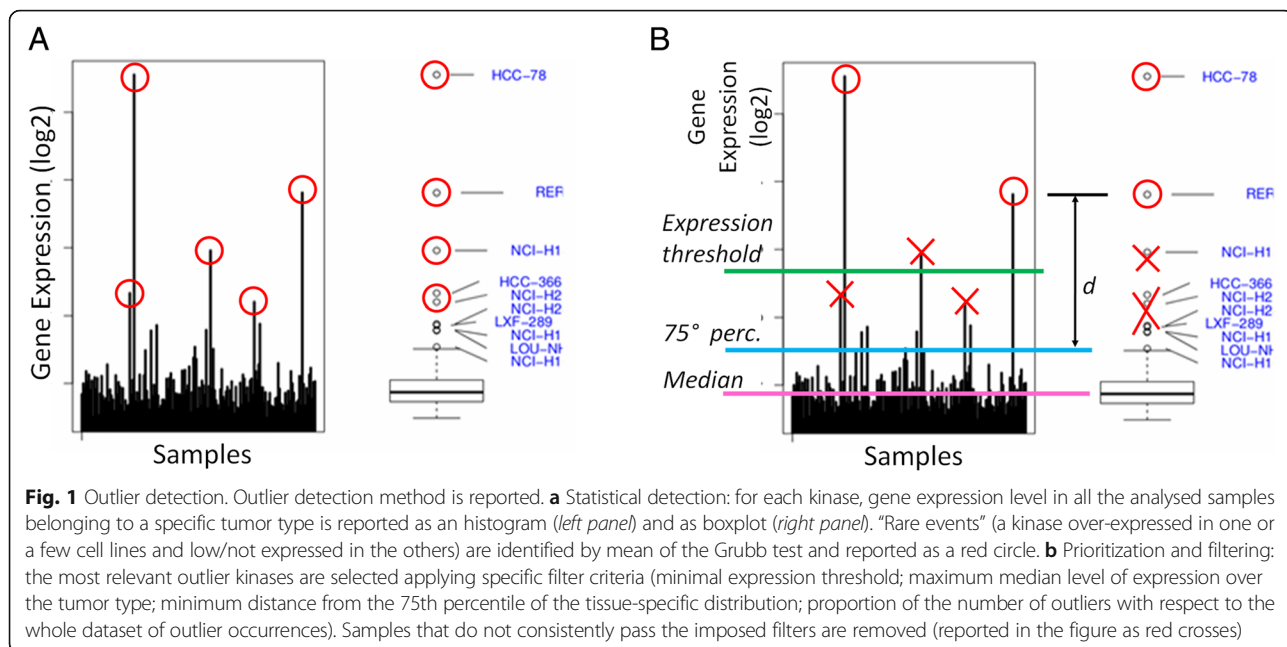 A
Gene Expression (log2)
Samples
HCC-78
RER
NCI-H1
HCC-366
NCI-H2
NCI-H2
LXF-289
NCI-H1
LOU-NH
NCI-H1
B
Gene
Expression
(log2)
Expression
threshold
75° perc.
Median
Samples
d
HCC-78
RER
NCI-H1
HCC-366
NCI-H2
NCI-H2
LXF-289
NCI-H1
LOU-NH
NCI-H1
Fig. 1 Outlier detection. Outlier detection method is reported. a Statistical detection: for each kinase, gene expression level in all the analysed samples
belonging to a specific tumor type is reported as an histogram (left panel) and as boxplot (right panel). “Rare events” (a kinase over-expressed in one or
a few cell lines and low/not expressed in the others) are identified by mean of the Grubb test and reported as a red circle. b Prioritization and filtering:
the most relevant outlier kinases are selected applying specific filter criteria (minimal expression threshold; maximum median level of expression over
the tumor type; minimum distance from the 75th percentile of the tissue-specific distribution; proportion of the number of outliers with respect to the
whole dataset of outlier occurrences). Samples that do not consistently pass the imposed filters are removed (reported in the figure as red crosses)